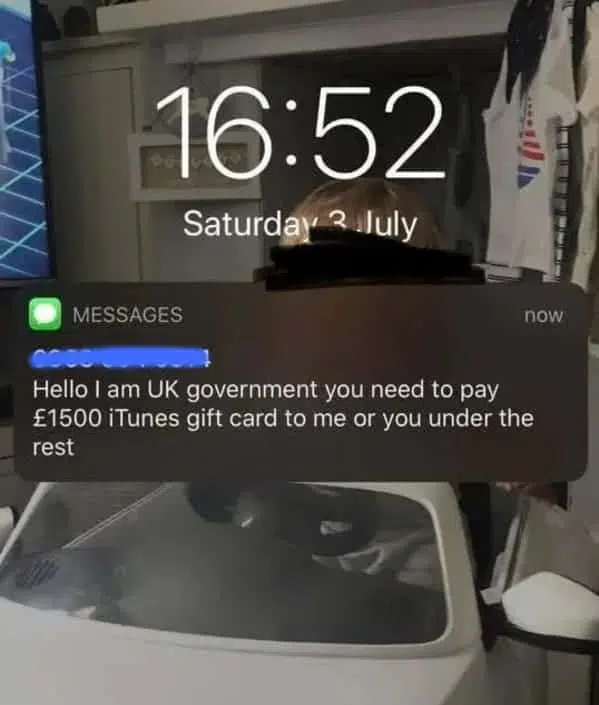 16:52
Saturday 3 July
MESSAGES
now
Hello I am UK government you need to pay
£1500 iTunes gift card to me or you under the
rest